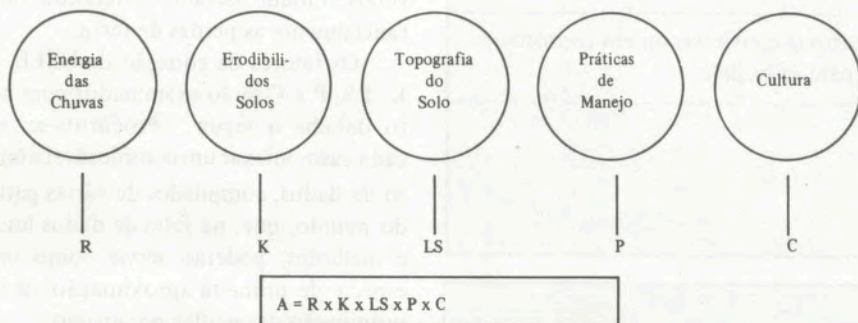 Energia
das
Chuvas
Erodibili-
dos
Solos
Topografia
do
Solo
Práticas
de
Manejo
Cultura
R
K
LS
P
C
A = R x K x LS x P x C